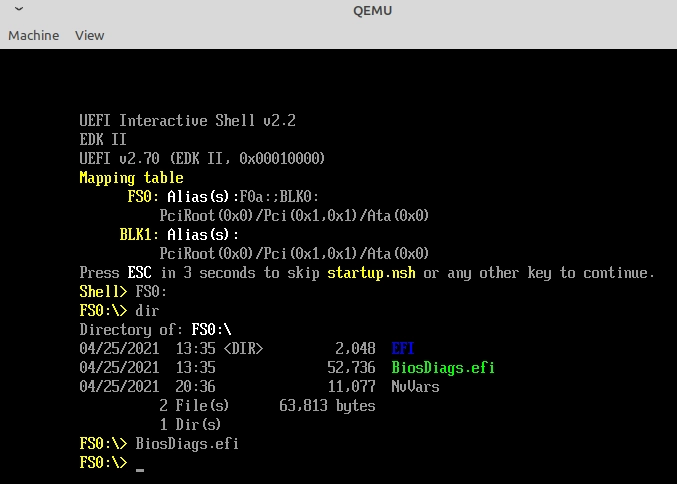 QEMU
Machine View
UEFI Interactive Shell v2.2
EDK II
UEFI v2.70 (EDK II, 0x00010000)
Mapping table
FS0: Alias(s):F0a:;BLK0:
PciRoot(0x0)/Pci(0x1,0x1)/Ata(0x0)
BLK1: Alias(s):
PciRoot(0x0)/Pci(0x1,0x1)/Ata(0x0)
Press ESC in 3 seconds to skip startup.nsh or any other key to continue.
Shell> FS0:
FS0:\> dir
Directory of: FS0:\
04/25/2021 13:35 <DIR> 2,048 EFI
04/25/2021 13:35 52,736 BiosDiags.efi
04/25/2021 20:36 11,077 NvVars
2 File(s) 63,813 bytes
1 Dir(s)
FS0:\> BiosDiags.efi
FS0:\> _